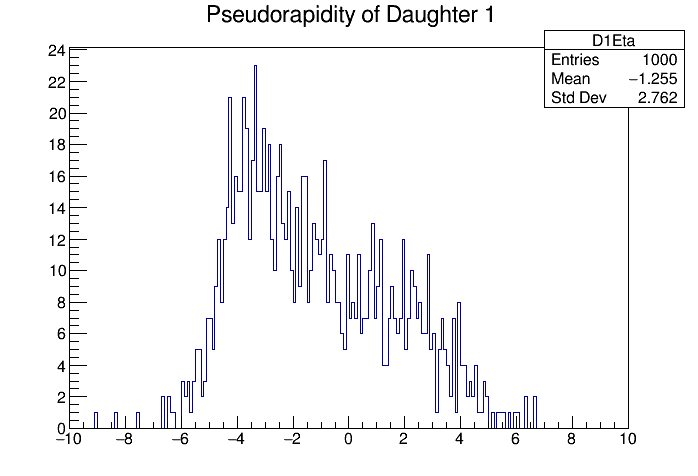 Pseudorapidity of Daughter 1
D1Eta
Entries 1000
Mean −1.255
Std Dev 2.762
24
22
20
18
16
14
12
10
8
6
4
2
0
−10 −8 −6 −4 −2 0 2 4 6 8 10